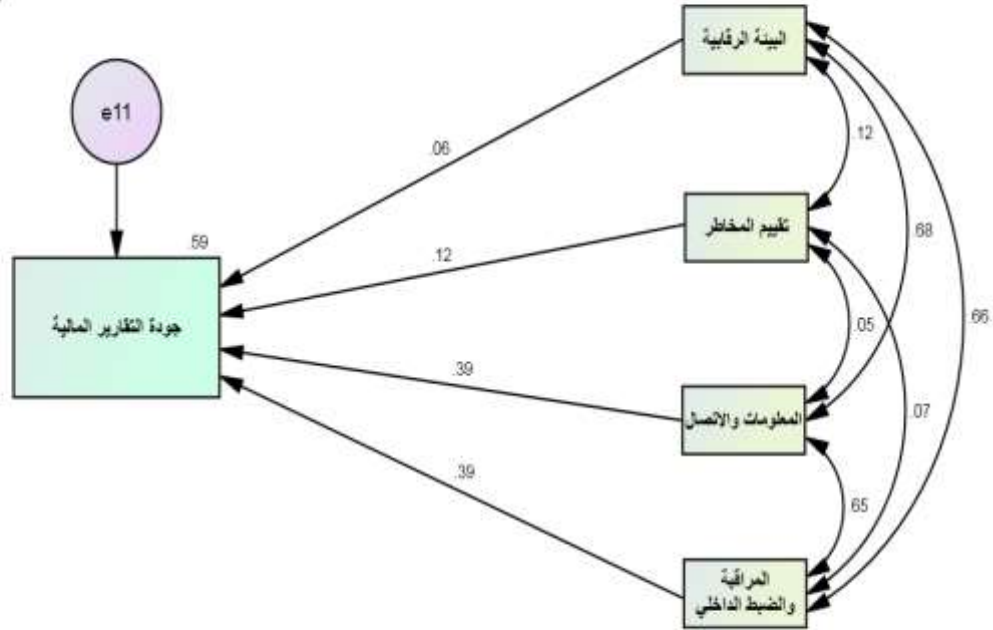 البيئة الرقابية
e11
.12
.06
تقييم المخاطر
.68
.59
.12
جودة التقارير المالية
.66
.05
.39
.07
المعلومات والاتصال
.39
.65
المراقبة
والضبط الداخلي